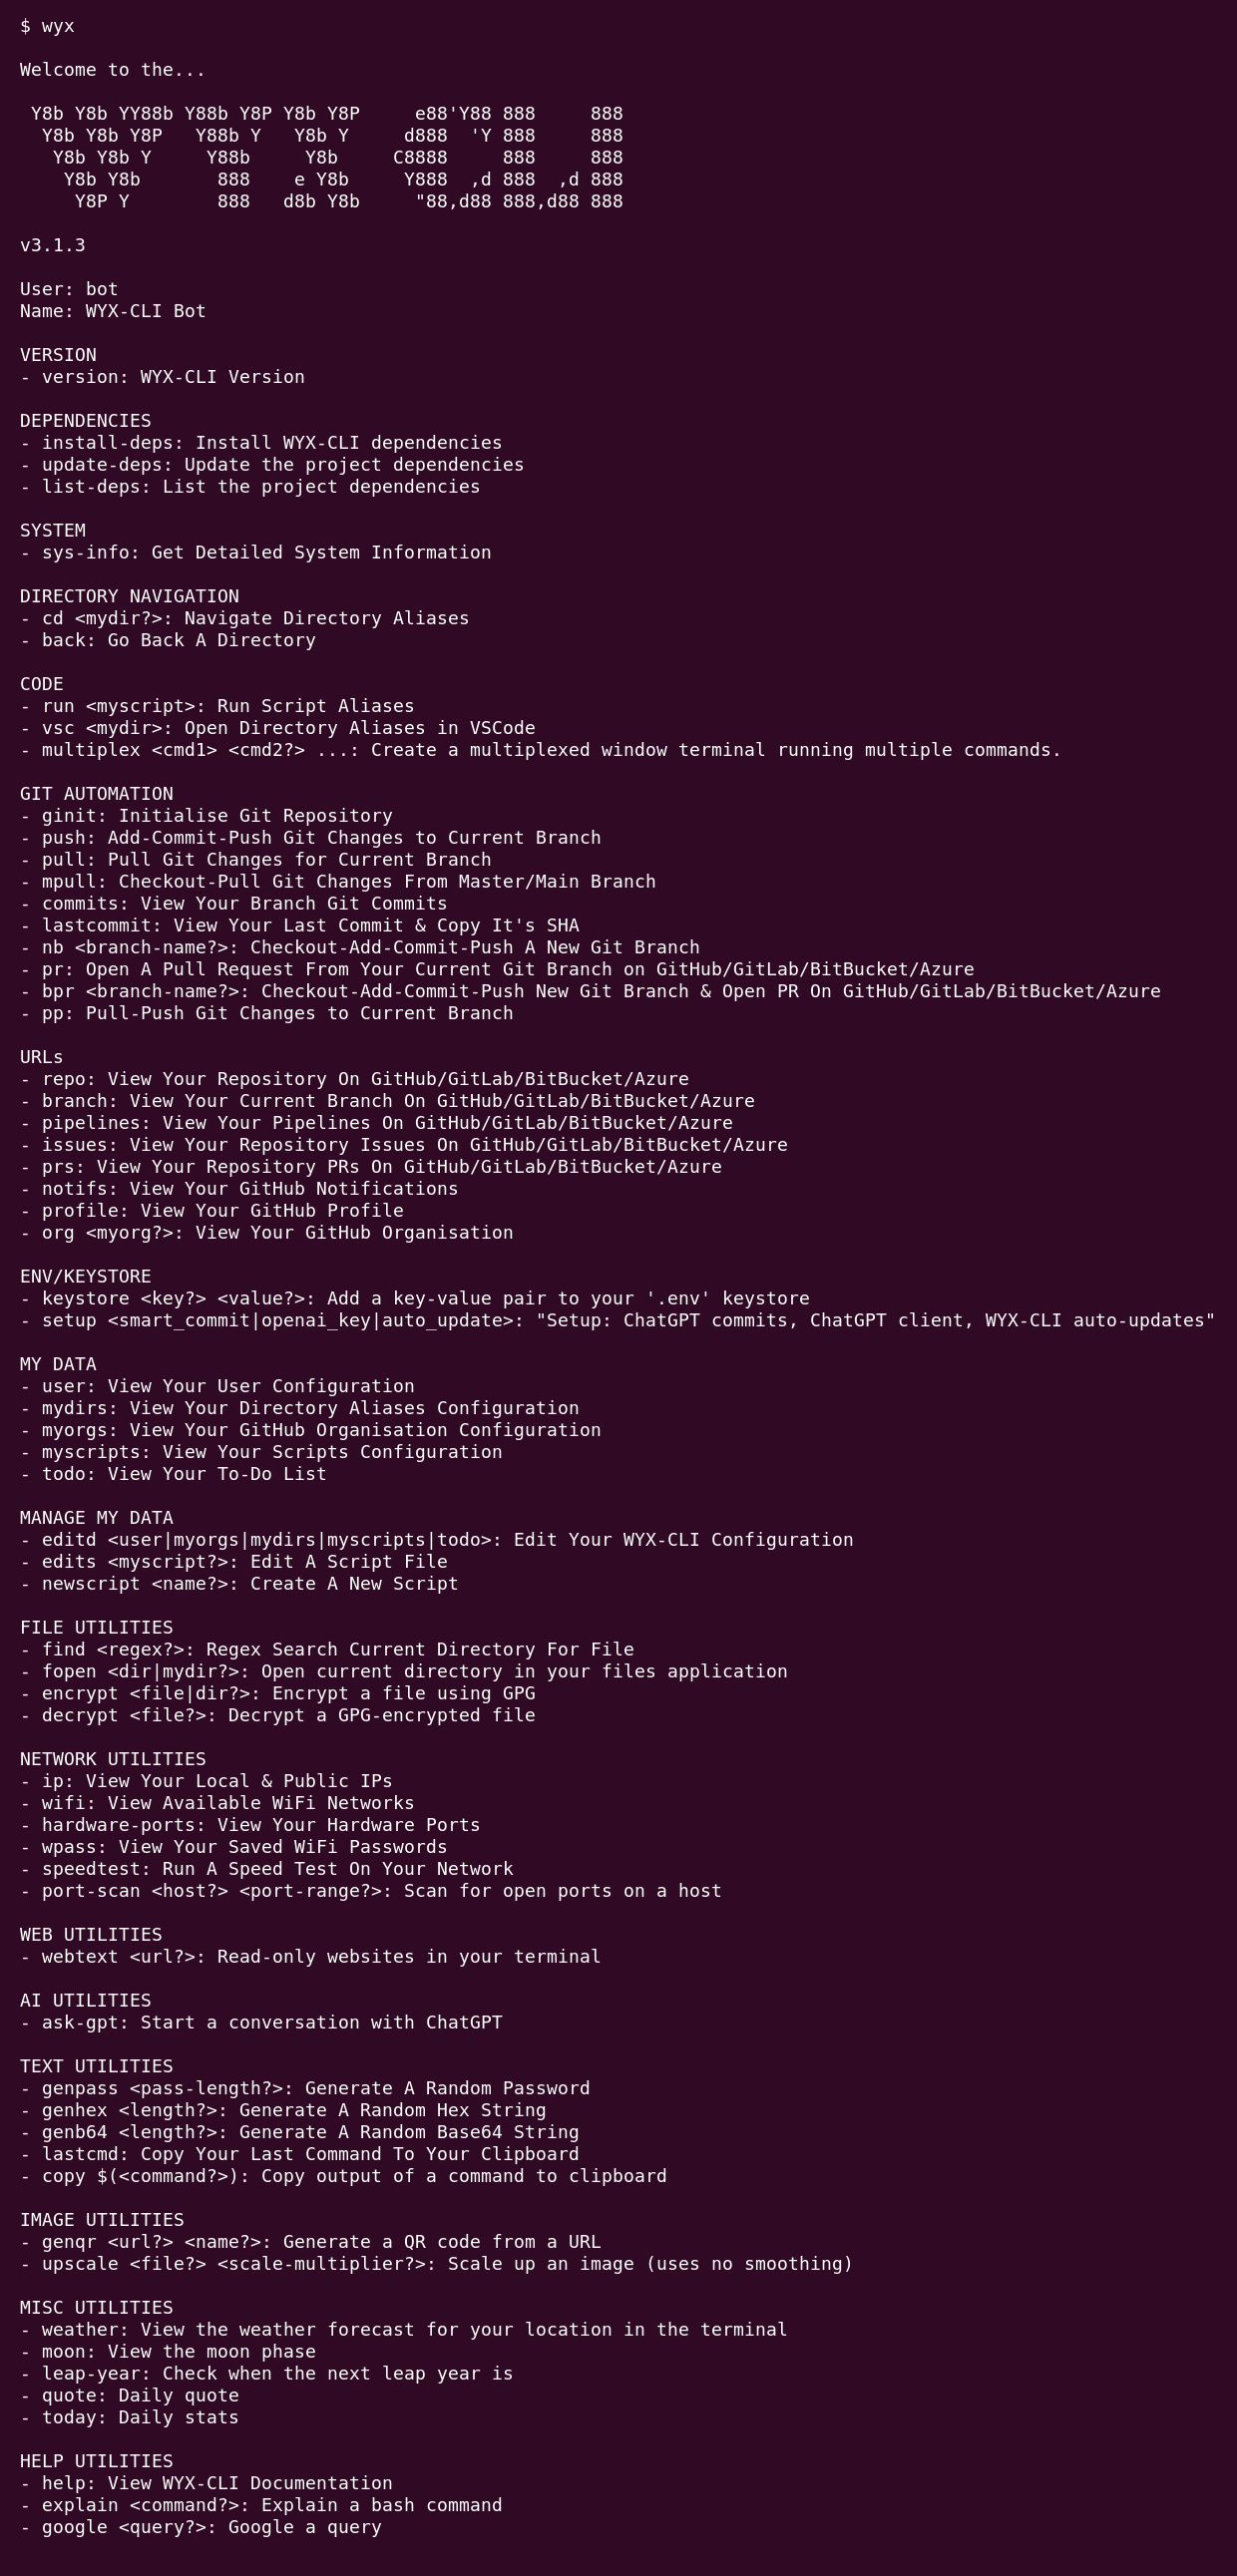 $ wyx
Welcome to the...
 Y8b Y8b YY88b Y88b Y8P Y8b Y8P     e88'Y88 888     888
  Y8b Y8b Y8P   Y88b Y   Y8b Y     d888  'Y 888     888
   Y8b Y8b Y     Y88b     Y8b     C8888     888     888
    Y8b Y8b       888    e Y8b     Y888  ,d 888  ,d 888
     Y8P Y        888   d8b Y8b     "88,d88 888,d88 888
v3.1.3
User: bot
Name: WYX-CLI Bot
VERSION
- version: WYX-CLI Version
DEPENDENCIES
- install-deps: Install WYX-CLI dependencies
- update-deps: Update the project dependencies
- list-deps: List the project dependencies
SYSTEM
- sys-info: Get Detailed System Information
DIRECTORY NAVIGATION
- cd <mydir?>: Navigate Directory Aliases
- back: Go Back A Directory
CODE
- run <myscript>: Run Script Aliases
- vsc <mydir>: Open Directory Aliases in VSCode
- multiplex <cmd1> <cmd2?> ...: Create a multiplexed window terminal running multiple commands.
GIT AUTOMATION
- ginit: Initialise Git Repository
- push: Add-Commit-Push Git Changes to Current Branch
- pull: Pull Git Changes for Current Branch
- mpull: Checkout-Pull Git Changes From Master/Main Branch
- commits: View Your Branch Git Commits
- lastcommit: View Your Last Commit & Copy It's SHA
- nb <branch-name?>: Checkout-Add-Commit-Push A New Git Branch
- pr: Open A Pull Request From Your Current Git Branch on GitHub/GitLab/BitBucket/Azure
- bpr <branch-name?>: Checkout-Add-Commit-Push New Git Branch & Open PR On GitHub/GitLab/BitBucket/Azure
- pp: Pull-Push Git Changes to Current Branch
URLs
- repo: View Your Repository On GitHub/GitLab/BitBucket/Azure
- branch: View Your Current Branch On GitHub/GitLab/BitBucket/Azure
- pipelines: View Your Pipelines On GitHub/GitLab/BitBucket/Azure
- issues: View Your Repository Issues On GitHub/GitLab/BitBucket/Azure
- prs: View Your Repository PRs On GitHub/GitLab/BitBucket/Azure
- notifs: View Your GitHub Notifications
- profile: View Your GitHub Profile
- org <myorg?>: View Your GitHub Organisation
ENV/KEYSTORE
- keystore <key?> <value?>: Add a key-value pair to your '.env' keystore
- setup <smart_commit|openai_key|auto_update>: "Setup: ChatGPT commits, ChatGPT client, WYX-CLI auto-updates"
MY DATA
- user: View Your User Configuration
- mydirs: View Your Directory Aliases Configuration
- myorgs: View Your GitHub Organisation Configuration
- myscripts: View Your Scripts Configuration
- todo: View Your To-Do List
MANAGE MY DATA
- editd <user|myorgs|mydirs|myscripts|todo>: Edit Your WYX-CLI Configuration
- edits <myscript?>: Edit A Script File
- newscript <name?>: Create A New Script
FILE UTILITIES
- find <regex?>: Regex Search Current Directory For File
- fopen <dir|mydir?>: Open current directory in your files application
- encrypt <file|dir?>: Encrypt a file using GPG
- decrypt <file?>: Decrypt a GPG-encrypted file
NETWORK UTILITIES
- ip: View Your Local & Public IPs
- wifi: View Available WiFi Networks
- hardware-ports: View Your Hardware Ports
- wpass: View Your Saved WiFi Passwords
- speedtest: Run A Speed Test On Your Network
- port-scan <host?> <port-range?>: Scan for open ports on a host
WEB UTILITIES
- webtext <url?>: Read-only websites in your terminal
AI UTILITIES
- ask-gpt: Start a conversation with ChatGPT
TEXT UTILITIES
- genpass <pass-length?>: Generate A Random Password
- genhex <length?>: Generate A Random Hex String
- genb64 <length?>: Generate A Random Base64 String
- lastcmd: Copy Your Last Command To Your Clipboard
- copy $(<command?>): Copy output of a command to clipboard
IMAGE UTILITIES
- genqr <url?> <name?>: Generate a QR code from a URL
- upscale <file?> <scale-multiplier?>: Scale up an image (uses no smoothing)
MISC UTILITIES
- weather: View the weather forecast for your location in the terminal
- moon: View the moon phase
- leap-year: Check when the next leap year is
- quote: Daily quote
- today: Daily stats
HELP UTILITIES
- help: View WYX-CLI Documentation
- explain <command?>: Explain a bash command
- google <query?>: Google a query